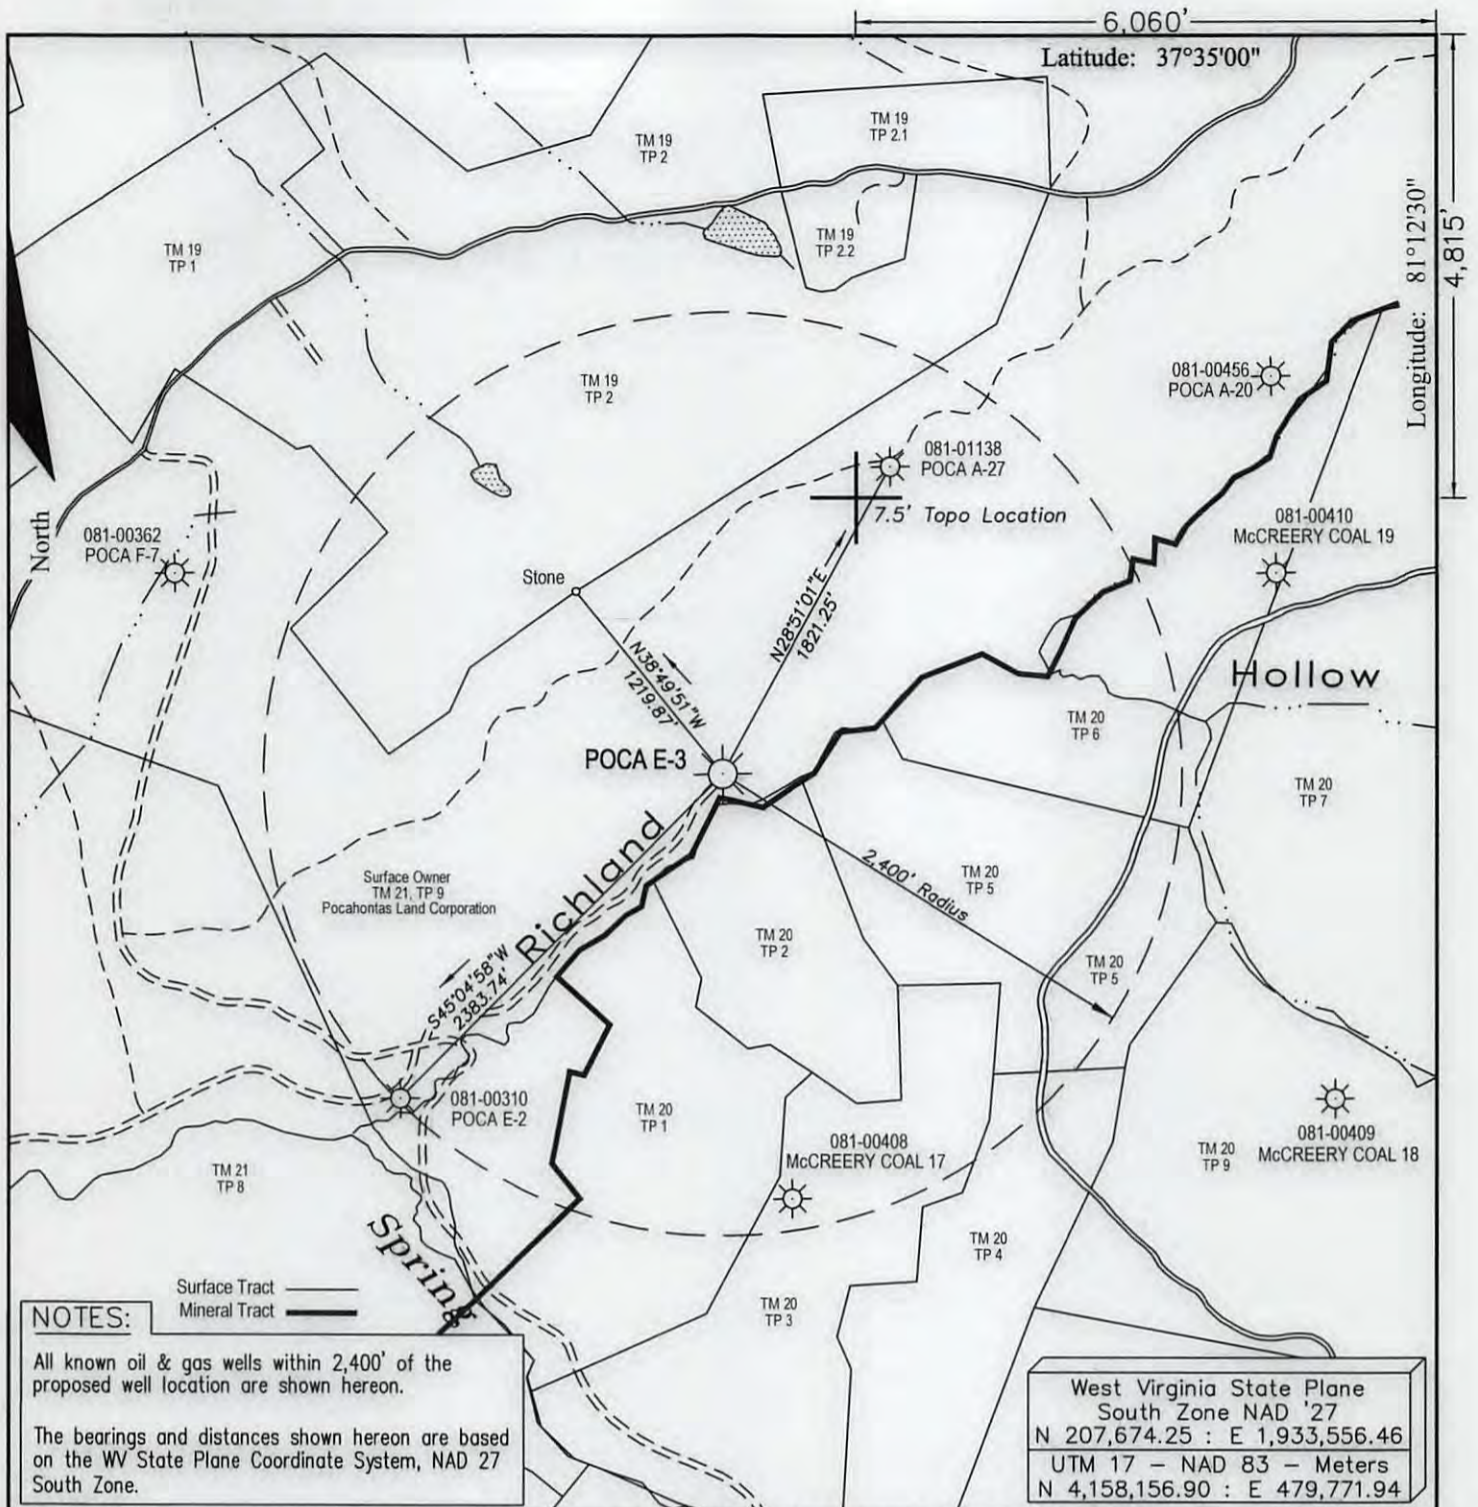 6,060'
Latitude: 37°35'00"
Longitude: 81°12'30"
4,815'
TM 19
TP 2
TM 19
TP 2.1
TM 19
TP 2.2
TM 19
TP 1
TM 19
TP 2
081-00456
POCA A-20
081-01138
POCA A-27
7.5' Topo Location
081-00410
McCREERY COAL 19
North
081-00362
POCA F-7
Stone
N28°51'01"E
1821.25'
N38°49'51"W
1219.87'
Hollow
TM 20
TP 6
POCA E-3
TM 20
TP 7
2,400' Radius
TM 20
TP 5
Surface Owner
TM 21, TP 9
Pocahontas Land Corporation
Richland
S45°04'58"W
2383.74'
TM 20
TP 2
TM 20
TP 5
081-00310
POCA E-2
TM 20
TP 1
081-00408
McCREERY COAL 17
TM 20
TP 9
081-00409
McCREERY COAL 18
TM 21
TP 8
Spring
TM 20
TP 4
TM 20
TP 3
Surface Tract
Mineral Tract
NOTES:
All known oil & gas wells within 2,400' of the
proposed well location are shown hereon.
The bearings and distances shown hereon are based
on the WV State Plane Coordinate System, NAD 27
South Zone.
West Virginia State Plane
South Zone NAD '27
N 207,674.25 : E 1,933,556.46
UTM 17 – NAD 83 – Meters
N 4,158,156.90 : E 479,771.94